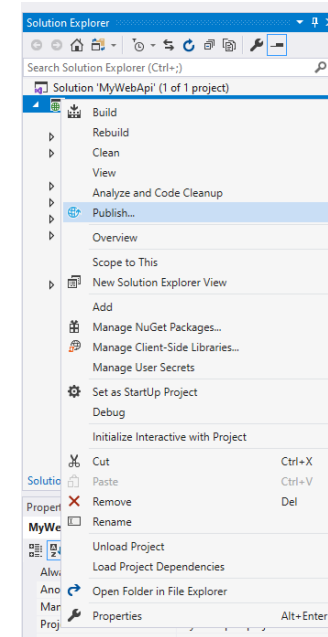 Solution Explorer
Search Solution Explorer (Ctrl+;)
Solution 'MyWebApi' (1 of 1 project)
Build
Rebuild
Clean
View
Analyze and Code Cleanup
Publish...
Overview
Scope to This
New Solution Explorer View
Add
Manage NuGet Packages...
Manage Client-Side Libraries...
Manage User Secrets
Set as StartUp Project
Debug
Initialize Interactive with Project
Cut Ctrl+X
Solutio
Paste Ctrl+V
Remove Del
Propert
Rename
MyWe
Unload Project
Load Project Dependencies
Alwa
Open Folder in File Explorer
Ano
Man
Properties Alt+Enter
Proj